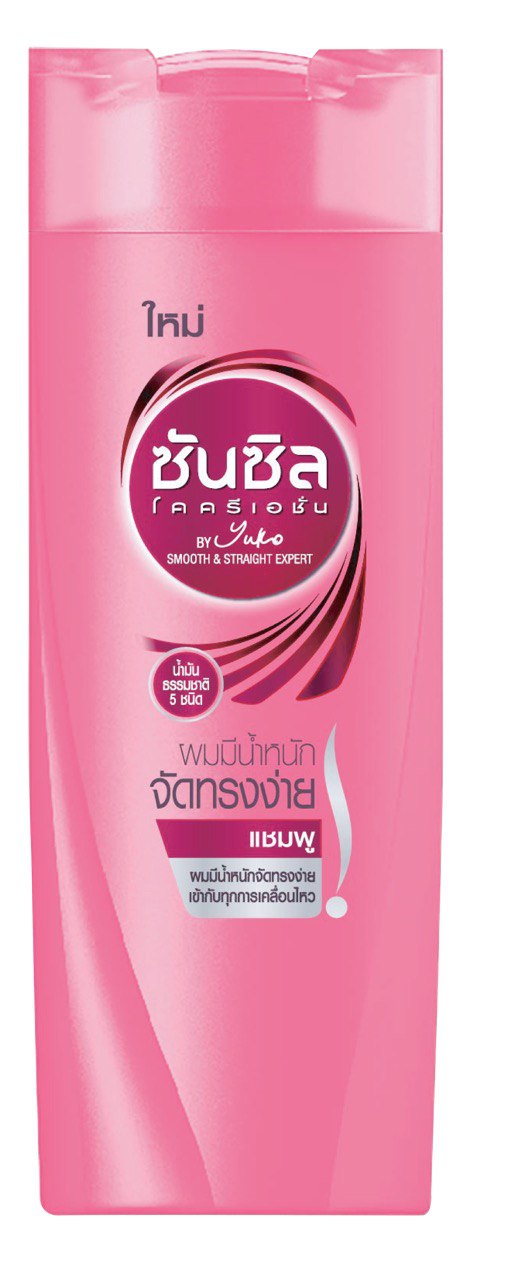 ใหม่
ซันซิล
โคครีเอชั่น
BY Yuko
SMOOTH & STRAIGHT EXPERT
น้ำมัน
ธรรมชาติ
5 ชนิด
ผมมีน้ำหนัก
จัดทรงง่าย
แชมพู
ผมมีน้ำหนักจัดทรงง่าย
เข้ากับทุกการเคลื่อนไหว